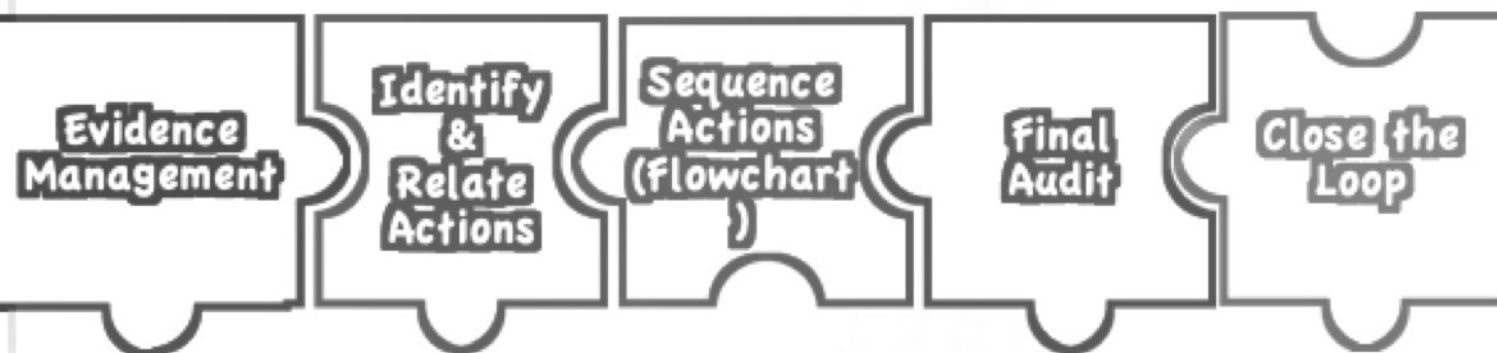 Evidence
Management
Identify
&
Relate
Actions
Sequence
Actions
(Flowchart
)
Final
Audit
Close the
Loop